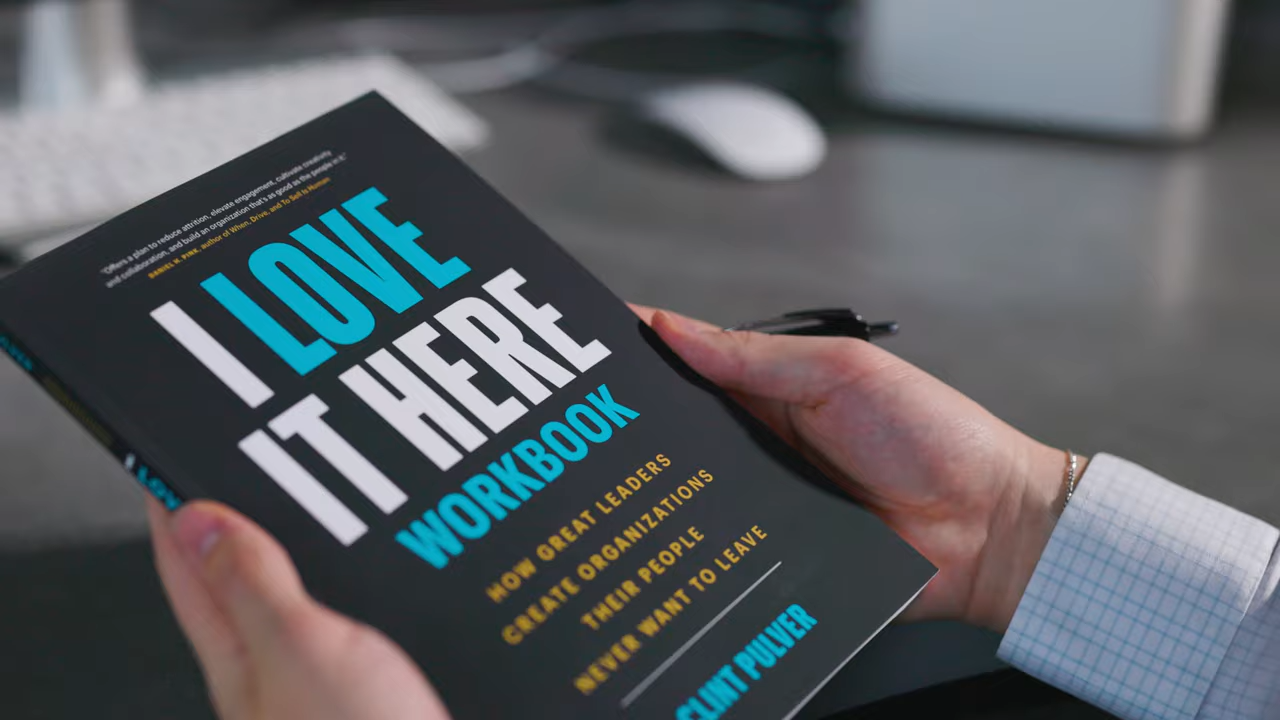 "Offers a plan to reduce attrition, elevate engagement, cultivate creativity
and collaboration, and build an organization that's as good as the people in it."
DANIEL H. PINK, author of When, Drive, and To Sell Is Human
I LOVE
IT HERE
WORKBOOK
HOW GREAT LEADERS
CREATE ORGANIZATIONS
THEIR PEOPLE
NEVER WANT TO LEAVE
CLINT PULVER